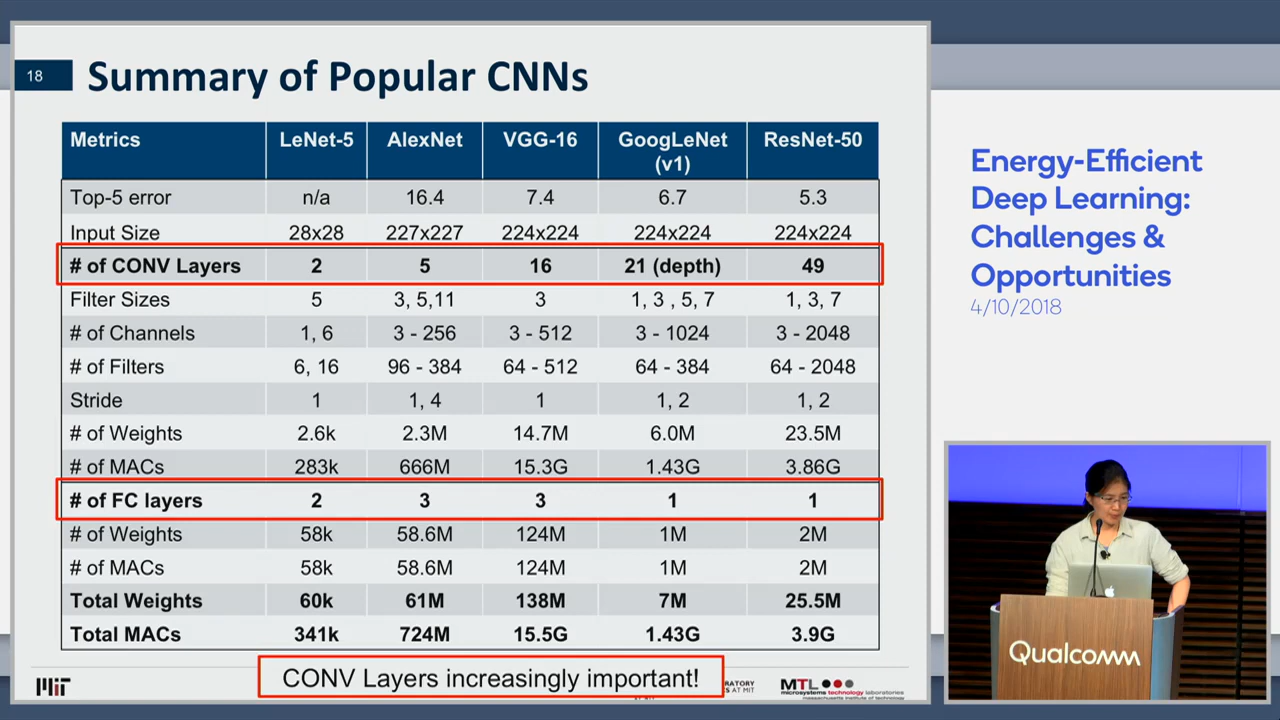 18
Summary of Popular CNNs
Metrics LeNet-5 AlexNet VGG-16 GoogLeNet (v1) ResNet-50
Top-5 error n/a 16.4 7.4 6.7 5.3
Input Size 28x28 227x227 224x224 224x224 224x224
# of CONV Layers 2 5 16 21 (depth) 49
Filter Sizes 5 3, 5,11 3 1, 3 , 5, 7 1, 3, 7
# of Channels 1, 6 3 - 256 3 - 512 3 - 1024 3 - 2048
# of Filters 6, 16 96 - 384 64 - 512 64 - 384 64 - 2048
Stride 1 1, 4 1 1, 2 1, 2
# of Weights 2.6k 2.3M 14.7M 6.0M 23.5M
# of MACs 283k 666M 15.3G 1.43G 3.86G
# of FC layers 2 3 3 1 1
# of Weights 58k 58.6M 124M 1M 2M
# of MACs 58k 58.6M 124M 1M 2M
Total Weights 60k 61M 138M 7M 25.5M
Total MACs 341k 724M 15.5G 1.43G 3.9G
CONV Layers increasingly important!
MIT
AT MIT
MTL
microsystems technology laboratories
massachusetts institute of technology
Energy-Efficient
Deep Learning:
Challenges &
Opportunities
4/10/2018
Qualcomm